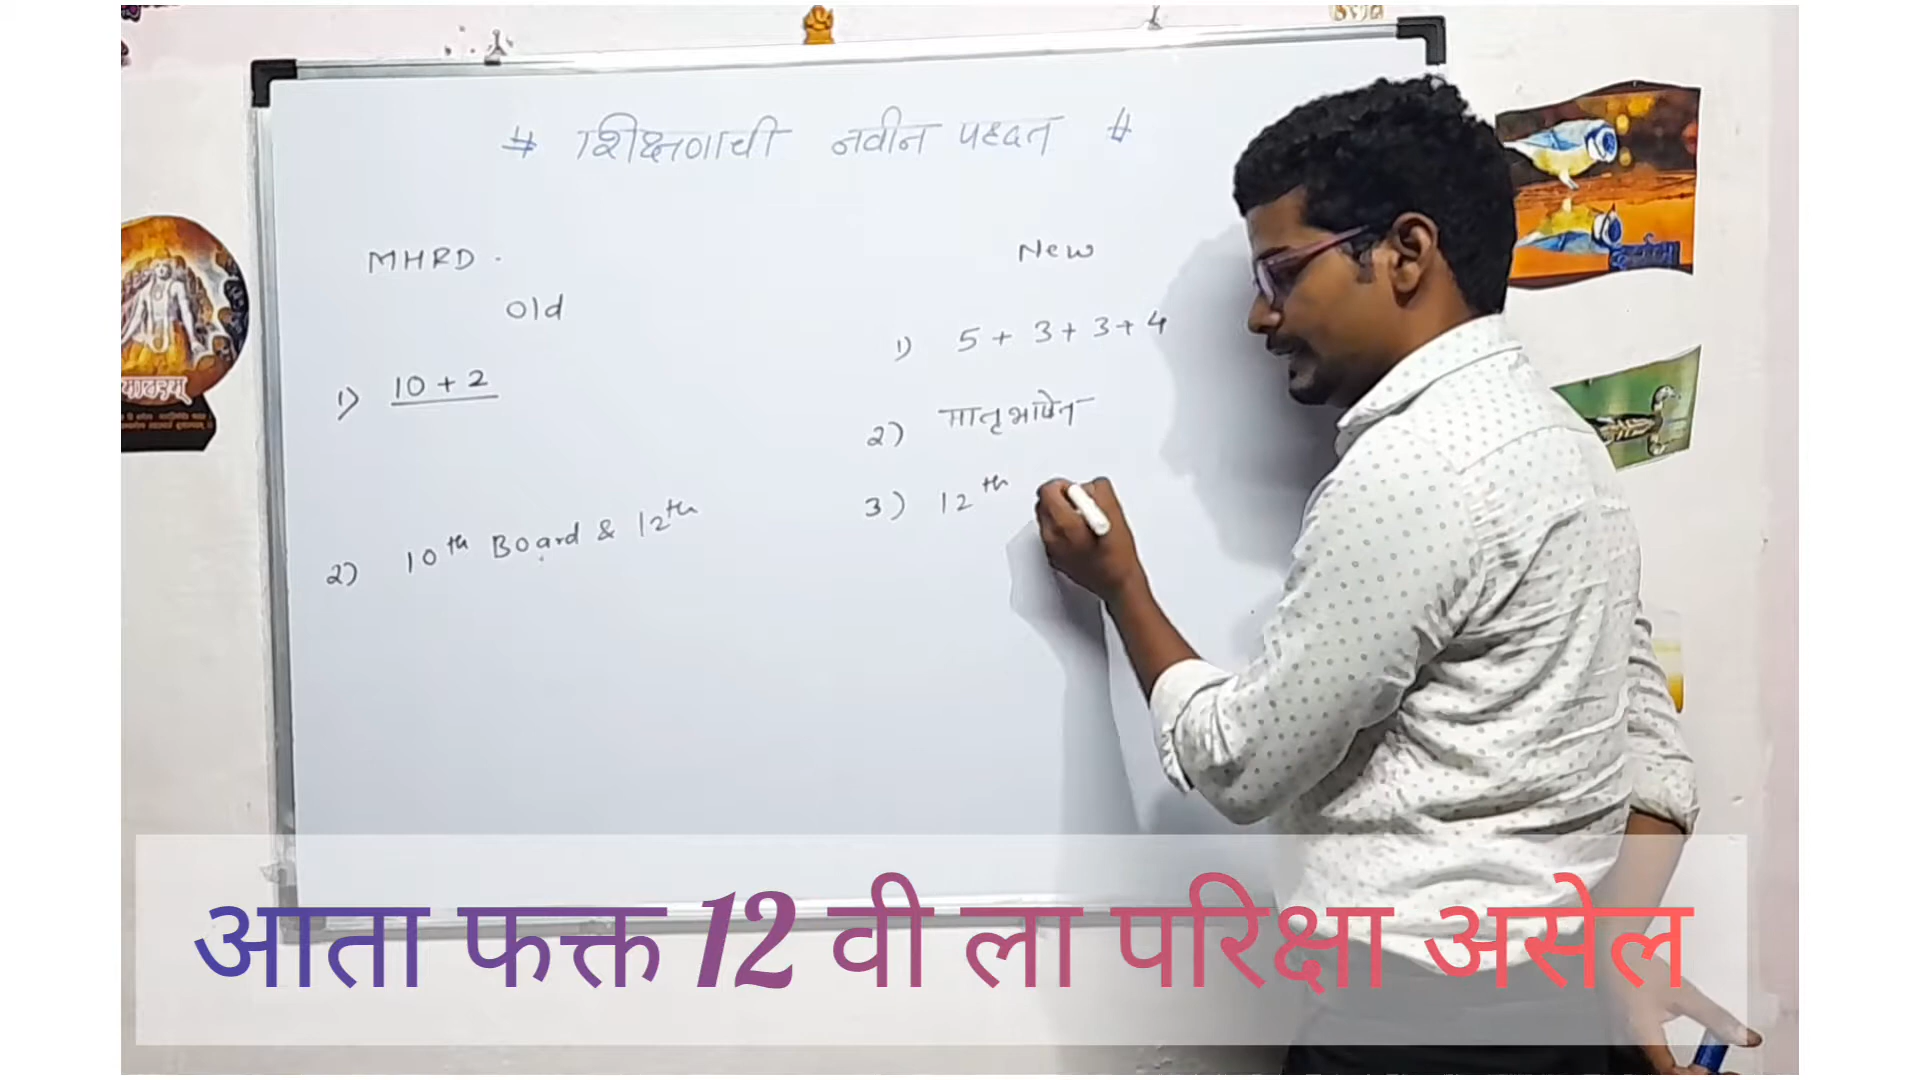 # शिक्षणाची नवीन पद्धत #
MHRD.
Old
1) 10 + 2
2) 10th Board & 12th
New
1) 5 + 3 + 3 + 4
2) मातृभाषेत
3) 12th
आता फक्त 12 वी ला परिक्षा असेल